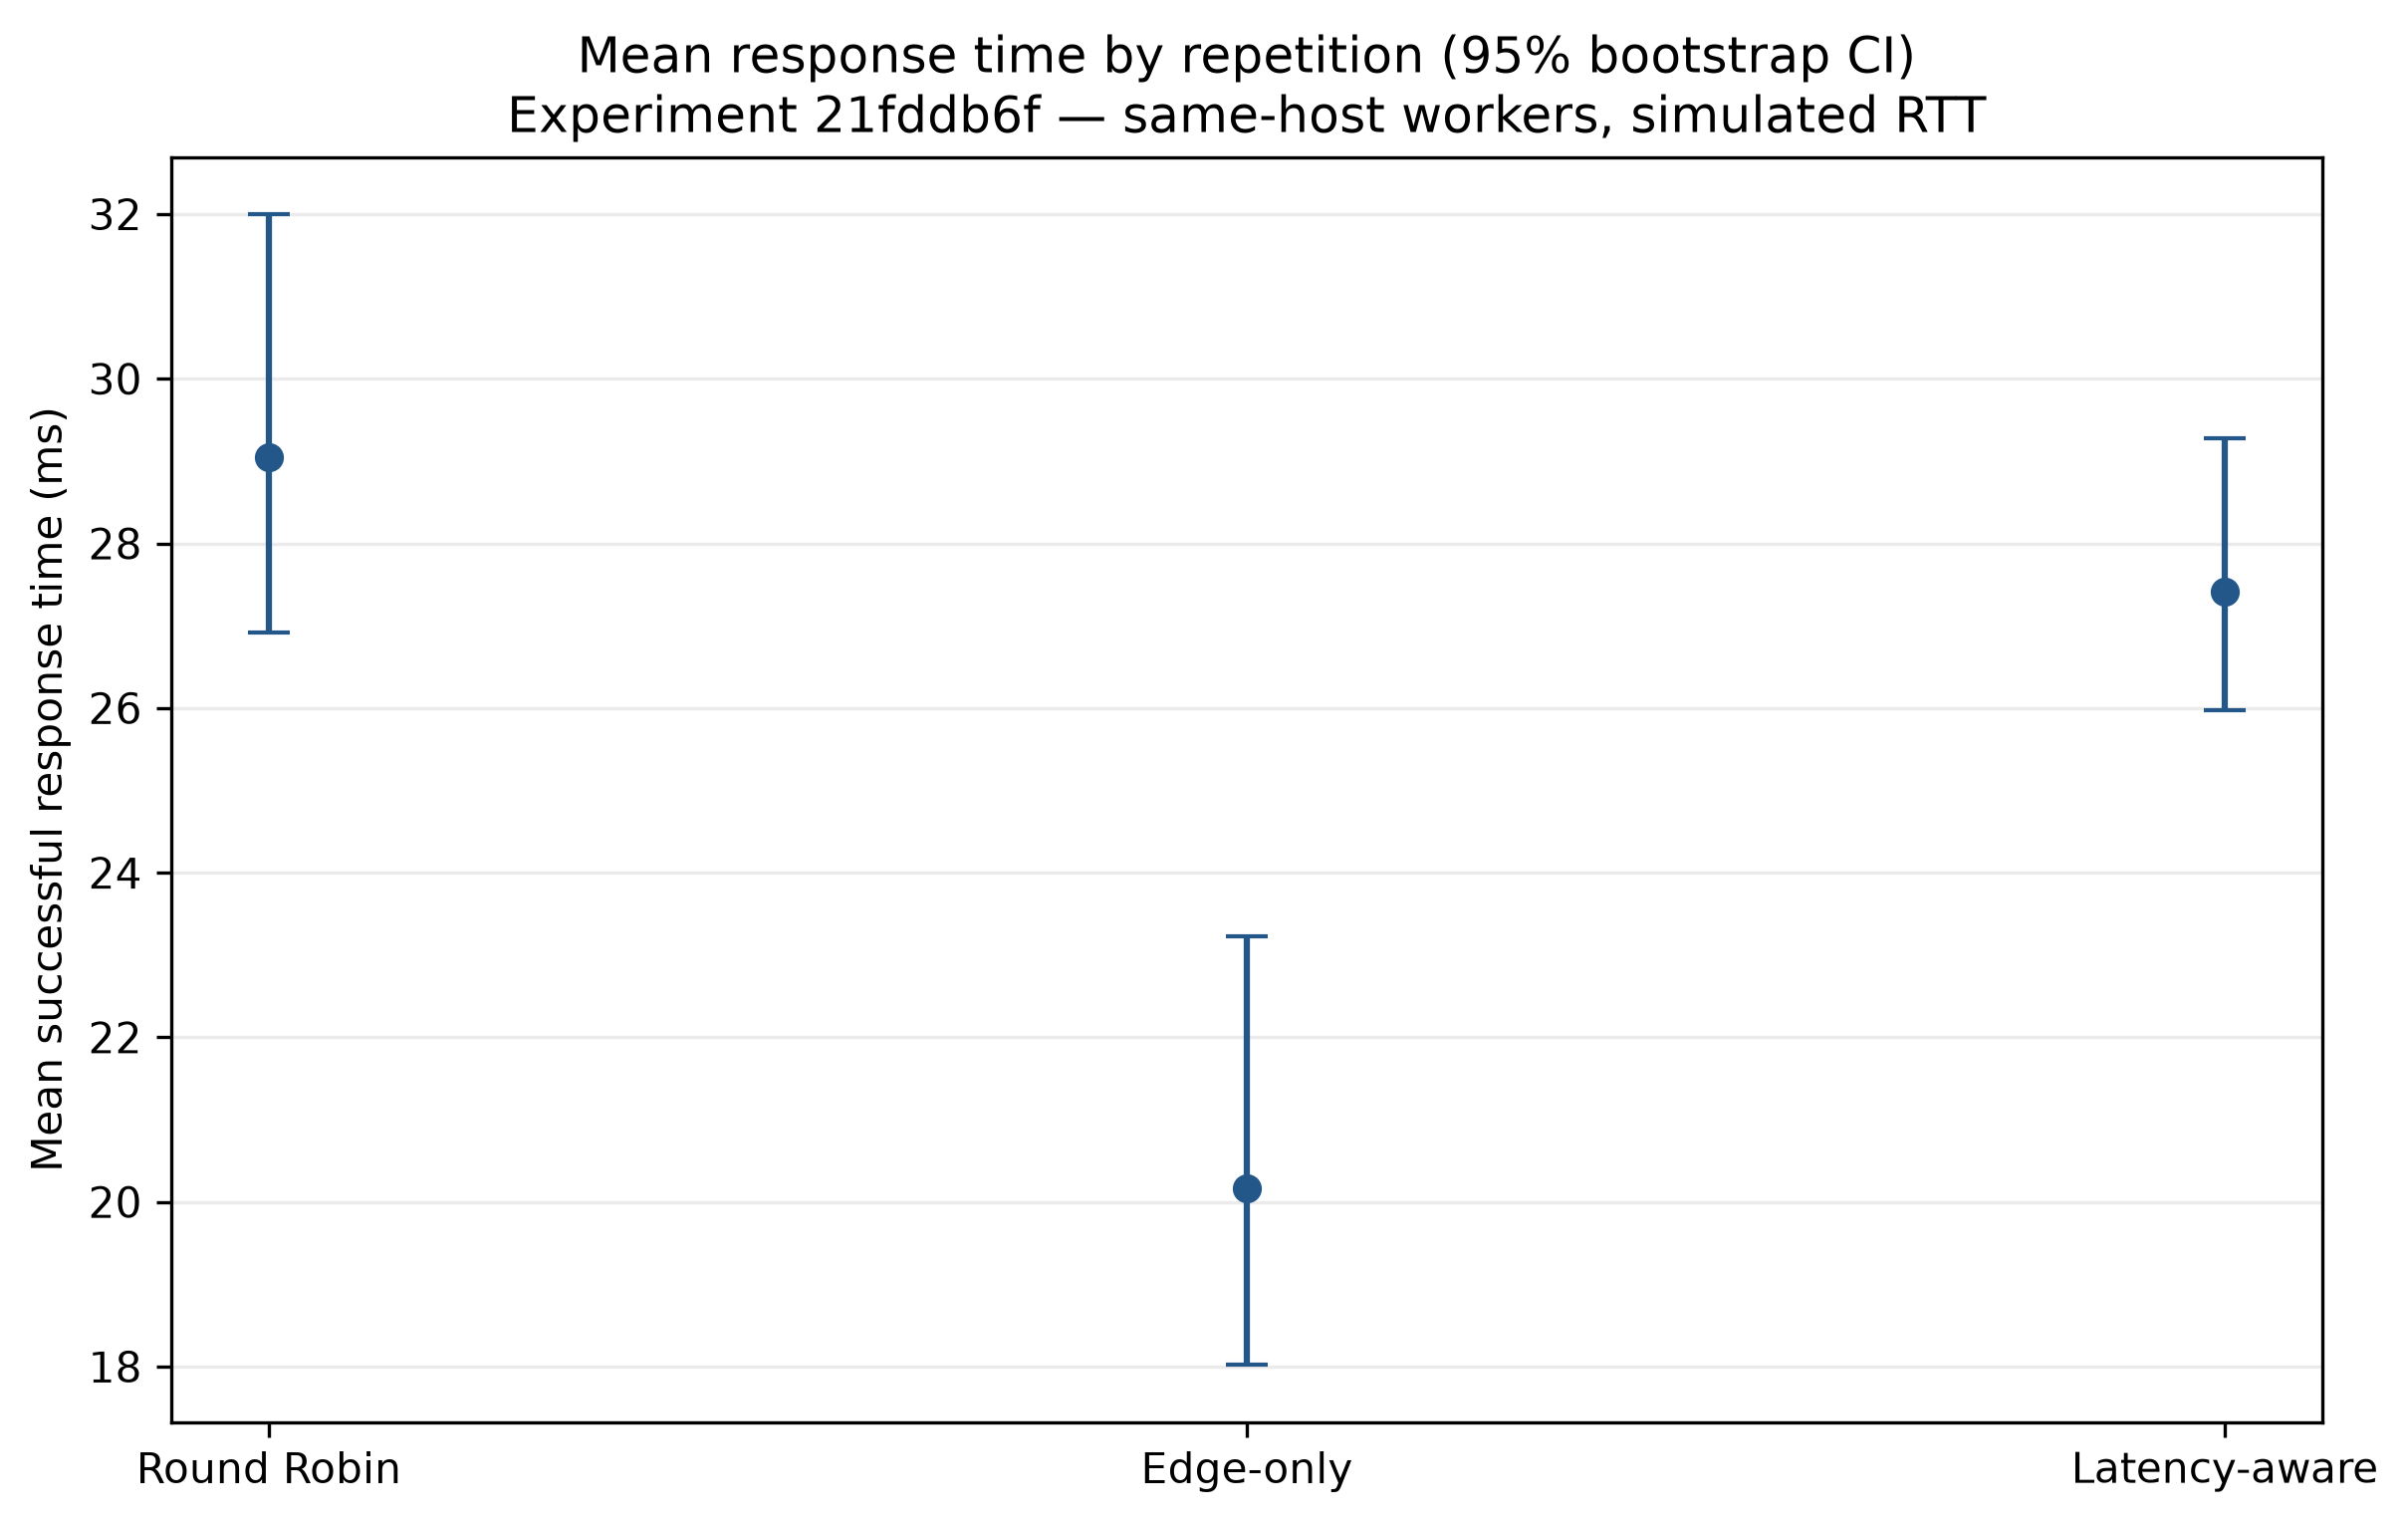 Mean response time by repetition (95% bootstrap CI)
Experiment 21fddb6f — same-host workers, simulated RTT
Mean successful response time (ms)
32
30
28
26
24
22
20
18
Round Robin
Edge-only
Latency-aware